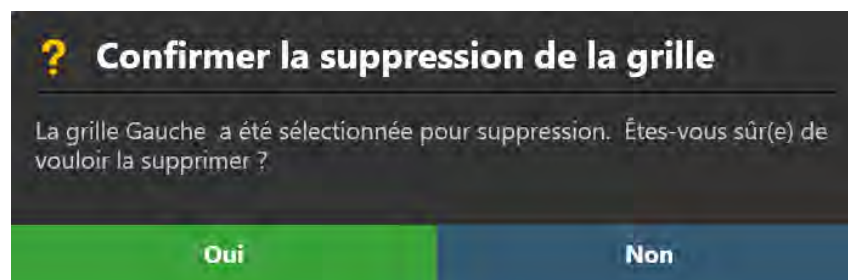 ? Confirmer la suppression de la grille
La grille Gauche a été sélectionnée pour suppression. Êtes-vous sûr(e) de
vouloir la supprimer ?
Oui
Non